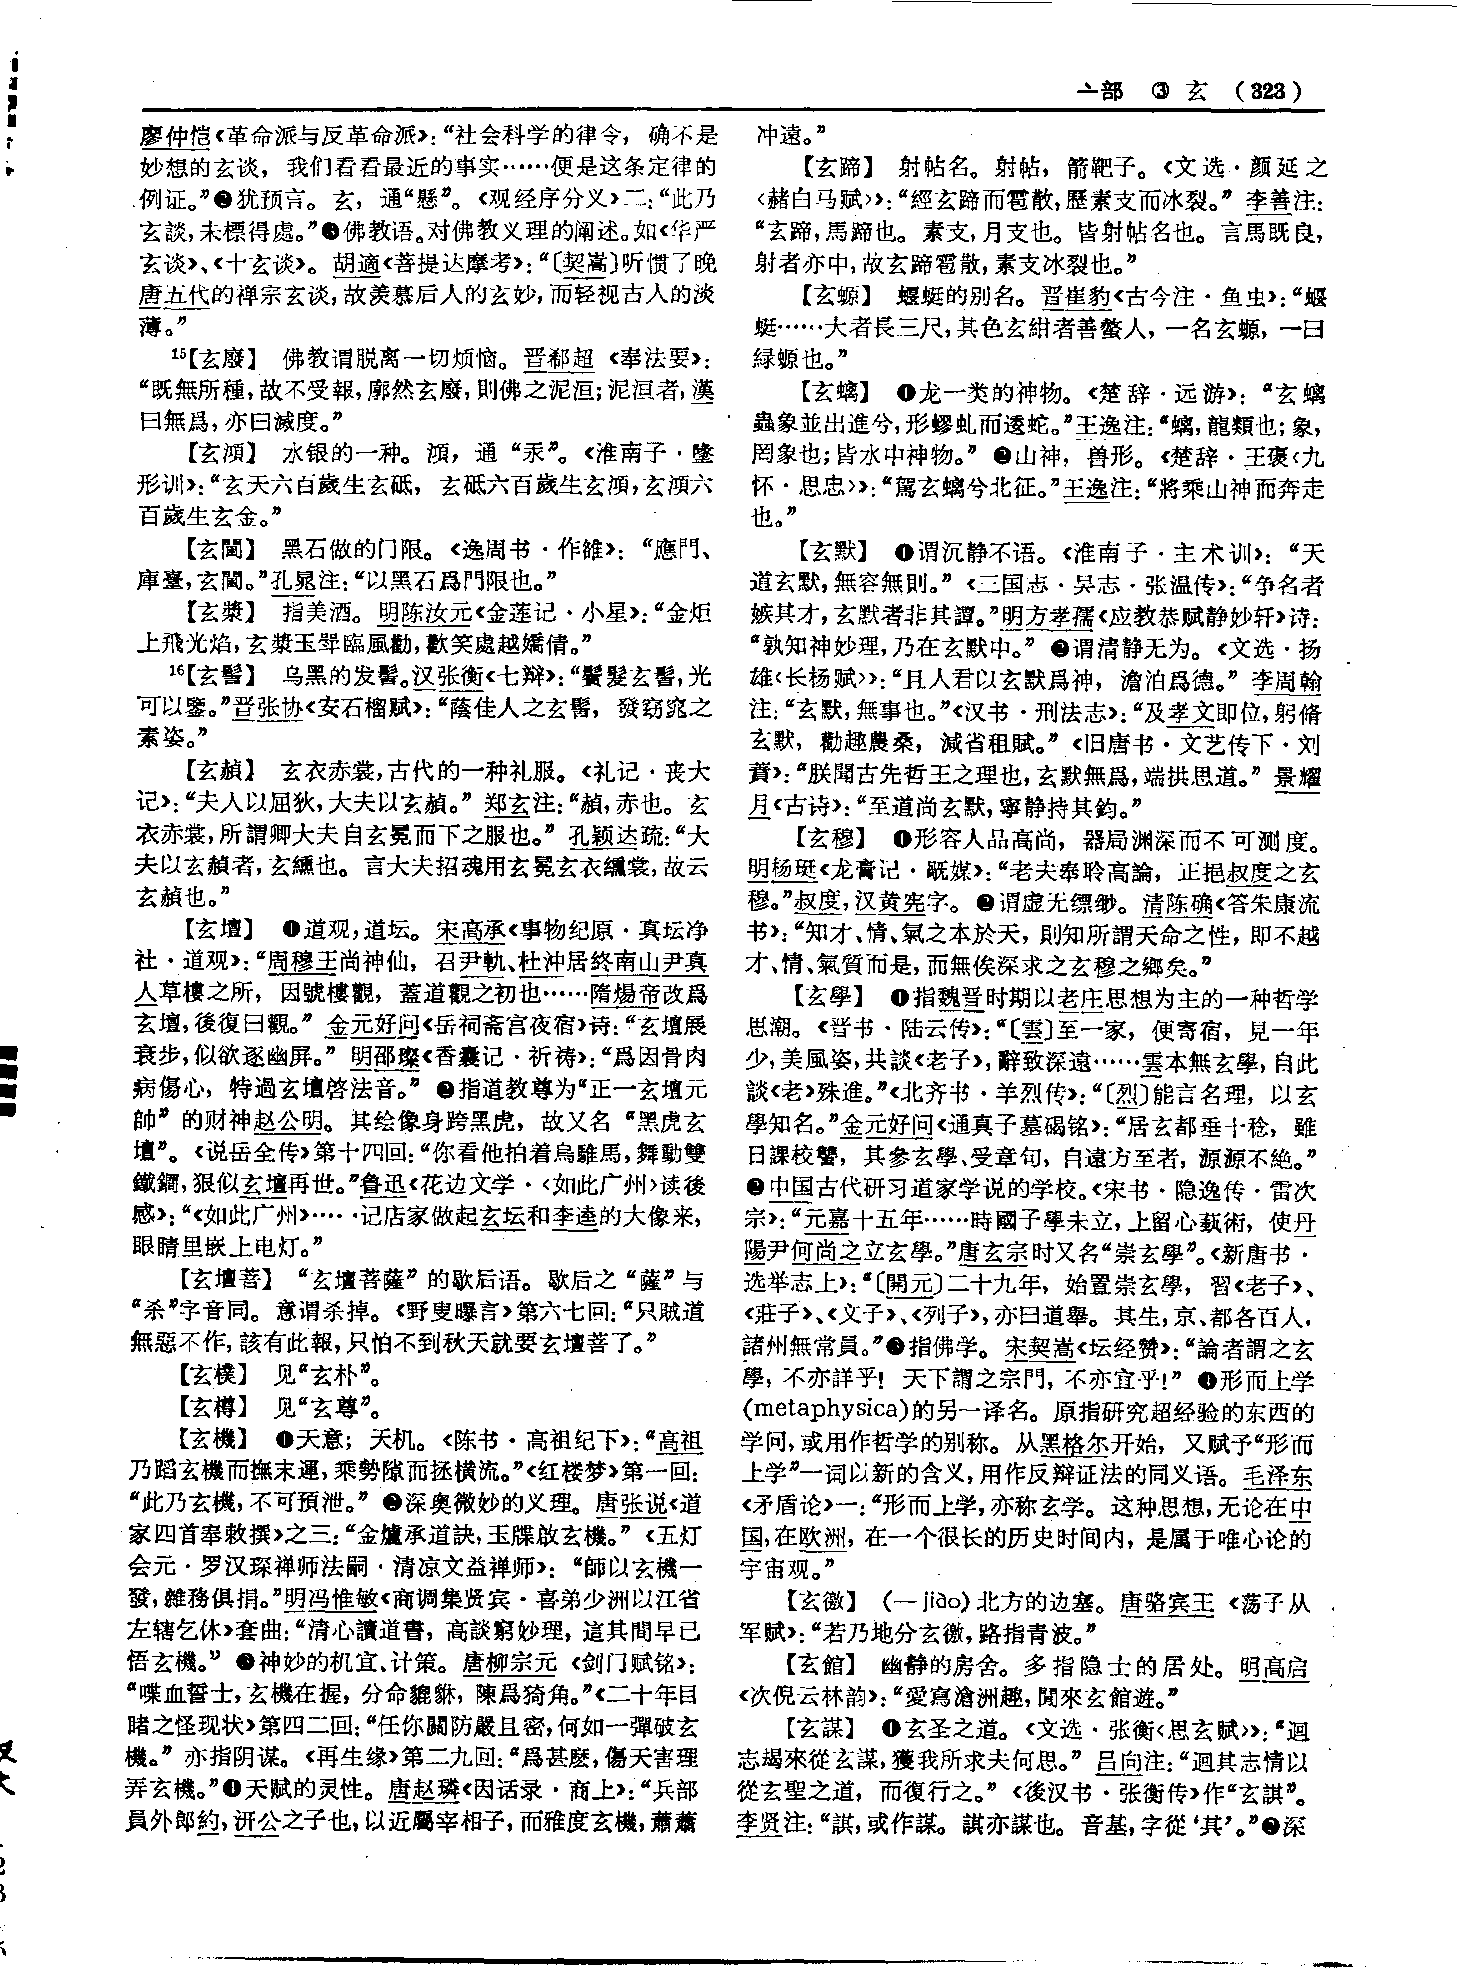 亠部 ③ 玄 (323)
廖仲恺《革命派与反革命派》：“社会科学的律令，确不是
妙想的玄谈，我们看看最近的事实……便是这条定律的
例证。”❷犹预言。玄，通“懸”。《观经序分义》二：“此乃
玄談，未標得處。”❸佛教语。对佛教义理的阐述。如《华严
玄谈》、《十玄谈》。胡適《菩提达摩考》：“〔契嵩〕听惯了晚
唐五代的禅宗玄谈，故羡慕后人的玄妙，而轻视古人的淡
薄。”
15【玄廢】 佛教谓脱离一切烦恼。晋郗超《奉法要》：
“既無所種，故不受報，廓然玄廢，則佛之泥洹；泥洹者，漢
曰無爲，亦曰滅度。”
【玄澒】 水银的一种。澒，通“汞”。《淮南子·墬
形训》：“玄天六百歲生玄砥，玄砥六百歲生玄澒，玄澒六
百歲生玄金。”
【玄閫】 黑石做的门限。《逸周书·作雒》：“應門、
庫臺，玄閫。”孔晁注：“以黑石爲門限也。”
【玄漿】 指美酒。明陈汝元《金莲记·小星》：“金炬
上飛光焰，玄漿玉斝臨風勸，歡笑處越嬌倩。”
16【玄髻】 乌黑的发髻。汉张衡《七辩》：“鬢髮玄髻，光
可以鑒。”晋张协《安石榴赋》：“蔭佳人之玄髻，發窈窕之
素姿。”
【玄赬】 玄衣赤裳，古代的一种礼服。《礼记·丧大
记》：“夫人以屈狄，大夫以玄赬。”郑玄注：“赬，赤也。玄
衣赤裳，所謂卿大夫自玄冕而下之服也。”孔颖达疏：“大
夫以玄赬者，玄纁也。言大夫招魂用玄冕玄衣纁裳，故云
玄赬也。”
【玄壇】 ❶道观，道坛。宋高承《事物纪原·真坛净
社·道观》：“周穆王尚神仙，召尹軌、杜沖居終南山尹真
人草樓之所，因號樓觀，蓋道觀之初也……隋煬帝改爲
玄壇，後復曰觀。”金元好问《岳祠斋宫夜宿》诗：“玄壇展
衰步，似欲逐幽屏。”明邵璨《香囊记·祈祷》：“爲因骨肉
病傷心，特過玄壇啓法音。”❷指道教尊为“正一玄壇元
帥”的财神赵公明。其绘像身跨黑虎，故又名“黑虎玄
壇”。《说岳全传》第十四回：“你看他拍着烏騅馬，舞動雙
鐵鐧，狠似玄壇再世。”鲁迅《花边文学·〈如此广州〉读後
感》：“《如此广州》……记店家做起玄坛和李逵的大像来，
眼睛里嵌上电灯。”
【玄壇菩】 “玄壇菩薩”的歇后语。歇后之“薩”与
“杀”字音同。意谓杀掉。《野叟曝言》第六七回：“只賊道
無惡不作，該有此報，只怕不到秋天就要玄壇菩了。”
【玄樸】 见“玄朴”。
【玄樽】 见“玄尊”。
【玄機】 ❶天意；天机。《陈书·高祖纪下》：“高祖
乃蹈玄機而撫末運，乘勢隙而拯横流。”《红楼梦》第一回：
“此乃玄機，不可預泄。”❷深奥微妙的义理。唐张说《道
家四首奉敕撰》之三：“金爐承道訣，玉牒啟玄機。”《五灯
会元·罗汉琛禅师法嗣·清凉文益禅师》：“師以玄機一
發，雜務俱捐。”明冯惟敏《商调集贤宾·喜弟少洲以江省
左辖乞休》套曲：“清心讀道書，高談窮妙理，這其間早已
悟玄機。”❸神妙的机宜、计策。唐柳宗元《剑门赋铭》：
“喋血誓士，玄機在握，分命貔貅，陳爲犄角。”《二十年目
睹之怪现状》第四二回：“任你關防嚴且密，何如一彈破玄
機。”亦指阴谋。《再生缘》第二九回：“爲甚麽，傷天害理
弄玄機。”❹天赋的灵性。唐赵璘《因话录·商上》：“兵部
員外郎約，汧公之子也，以近屬宰相子，而雅度玄機，蕭蕭
冲遠。”
【玄蹄】 射帖名。射帖，箭靶子。《文选·颜延之
〈赭白马赋〉》：“經玄蹄而雹散，歷素支而冰裂。”李善注：
“玄蹄，馬蹄也。素支，月支也。皆射帖名也。言馬既良，
射者亦中，故玄蹄雹散，素支冰裂也。”
【玄螈】 蝘蜓的别名。晋崔豹《古今注·鱼虫》：“蝘
蜓……大者長三尺，其色玄紺者善螫人，一名玄螈，一曰
緑螈也。”
【玄螭】 ❶龙一类的神物。《楚辞·远游》：“玄螭
蟲象並出進兮，形蟉虬而逶蛇。”王逸注：“螭，龍類也；象，
罔象也；皆水中神物。”❷山神，兽形。《楚辞·王褒〈九
怀·思忠〉》：“駕玄螭兮北征。”王逸注：“將乘山神而奔走
也。”
【玄默】 ❶谓沉静不语。《淮南子·主术训》：“天
道玄默，無容無則。”《三国志·吴志·张温传》：“争名者
嫉其才，玄默者非其譚。”明方孝孺《应教恭赋静妙轩》诗：
“孰知神妙理，乃在玄默中。”❷谓清静无为。《文选·扬
雄〈长杨赋〉》：“且人君以玄默爲神，澹泊爲德。”李周翰
注：“玄默，無事也。”《汉书·刑法志》：“及孝文即位，躬脩
玄默，勸趣農桑，減省租賦。”《旧唐书·文艺传下·刘
蕡》：“朕聞古先哲王之理也，玄默無爲，端拱思道。”景耀
月《古诗》：“至道尚玄默，寧静持其鈞。”
【玄穆】 ❶形容人品高尚，器局渊深而不可测度。
明杨珽《龙膏记·酬媒》：“老夫奉聆高論，正挹叔度之玄
穆。”叔度，汉黄宪字。❷谓虚无缥缈。清陈确《答朱康流
书》：“知才、情、氣之本於天，則知所謂天命之性，即不越
才、情、氣質而是，而無俟深求之玄穆之鄉矣。”
【玄學】 ❶指魏晋时期以老庄思想为主的一种哲学
思潮。《晋书·陆云传》：“〔雲〕至一家，便寄宿，見一年
少，美風姿，共談《老子》，辭致深遠……雲本無玄學，自此
談《老》殊進。”《北齐书·羊烈传》：“〔烈〕能言名理，以玄
學知名。”金元好问《通真子墓碣铭》：“居玄都垂十稔，雖
日課校讐，其參玄學、受章句，自遠方至者，源源不絶。”
❷中国古代研习道家学说的学校。《宋书·隐逸传·雷次
宗》：“元嘉十五年……時國子學未立，上留心藝術，使丹
陽尹何尚之立玄學。”唐玄宗时又名“崇玄學”。《新唐书·
选举志上》：“〔開元〕二十九年，始置崇玄學，習《老子》、
《莊子》、《文子》、《列子》，亦曰道舉。其生，京、都各百人，
諸州無常員。”❸指佛学。宋契嵩《坛经赞》：“論者謂之玄
學，不亦詳乎！天下謂之宗門，不亦宜乎！”❹形而上学
(metaphysica)的另一译名。原指研究超经验的东西的
学问，或用作哲学的别称。从黑格尔开始，又赋予“形而
上学”一词以新的含义，用作反辩证法的同义语。毛泽东
《矛盾论》一：“形而上学，亦称玄学。这种思想，无论在中
国，在欧洲，在一个很长的历史时间内，是属于唯心论的
宇宙观。”
【玄徼】 (一jiào)北方的边塞。唐骆宾王《荡子从
军赋》：“若乃地分玄徼，路指青波。”
【玄館】 幽静的房舍。多指隐士的居处。明高启
《次倪云林韵》：“愛寫滄洲趣，閒來玄館遊。”
【玄謀】 ❶玄圣之道。《文选·张衡〈思玄赋〉》：“迴
志朅來從玄謀，獲我所求夫何思。”吕向注：“迴其志情以
從玄聖之道，而復行之。”《後汉书·张衡传》作“玄諆”。
李贤注：“諆，或作謀。諆亦謀也。音基，字從‘其’。”❷深